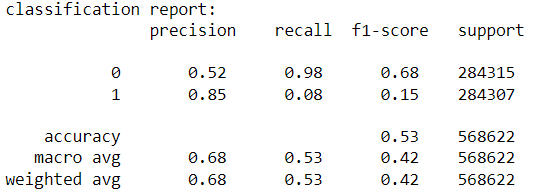 classification report:
precision recall f1-score support
0 0.52 0.98 0.68 284315
1 0.85 0.08 0.15 284307
accuracy 0.53 568622
macro avg 0.68 0.53 0.42 568622
weighted avg 0.68 0.53 0.42 568622